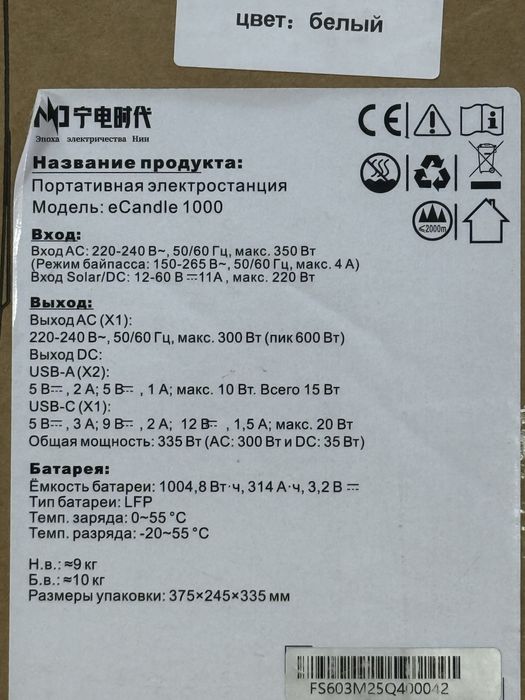 цвет: белый
宁电时代
Эпоха электричества Нин
Название продукта:
Портативная электростанция
Модель: eCandle 1000
Вход:
Вход AC: 220-240 В~, 50/60 Гц, макс. 350 Вт
(Режим байпасса: 150-265 В~, 50/60 Гц, макс. 4 А)
Вход Solar/DC: 12-60 В⎓11А, макс. 220 Вт
Выход:
Выход AC (X1):
220-240 В~, 50/60 Гц, макс. 300 Вт (пик 600 Вт)
Выход DC:
USB-A (X2):
5 В⎓, 2 А; 5 В⎓, 1 А; макс. 10 Вт. Всего 15 Вт
USB-C (X1):
5 В⎓, 3 А; 9 В⎓, 2 А; 12 В⎓, 1,5 А; макс. 20 Вт
Общая мощность: 335 Вт (AC: 300 Вт и DC: 35 Вт)
Батарея:
Ёмкость батареи: 1004,8 Вт·ч, 314 А·ч, 3,2 В ⎓
Тип батареи: LFP
Темп. заряда: 0~55 °C
Темп. разряда: -20~55 °C
Н.в.: ≈9 кг
Б.в.: ≈10 кг
Размеры упаковки: 375×245×335 мм
CE
≤2000m
FS603M25Q400042